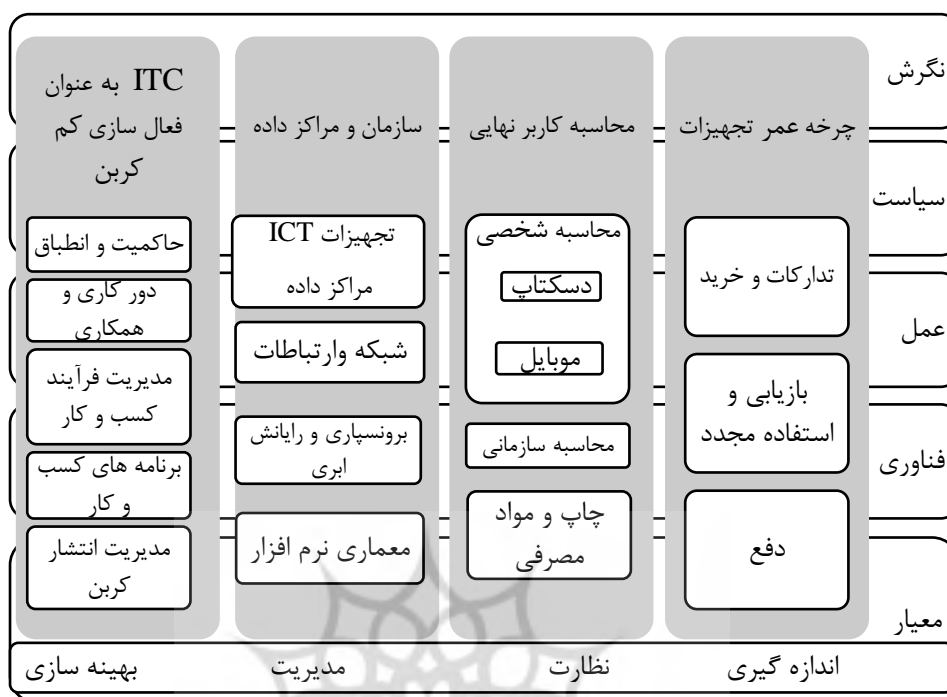 نگرش
سیاست
عمل
فناوری
معیار
چرخه عمر تجهیزات
تدارکات و خرید
بازیابی و
استفاده مجدد
دفع
محاسبه کاربر نهایی
محاسبه شخصی
دسکتاپ
موبایل
محاسبه سازمانی
چاپ و مواد
مصرفی
سازمان و مراکز داده
تجهیزات ICT
مراکز داده
شبکه وارتباطات
برونسپاری و رایانش
ابری
معماری نرم افزار
ITC به عنوان
فعال سازی کم
کربن
حاکمیت و انطباق
دور کاری و
همکاری
مدیریت فرآیند
کسب و کار
برنامه های کسب
و کار
مدیریت انتشار
کربن
اندازه گیری
نظارت
مدیریت
بهینه سازی